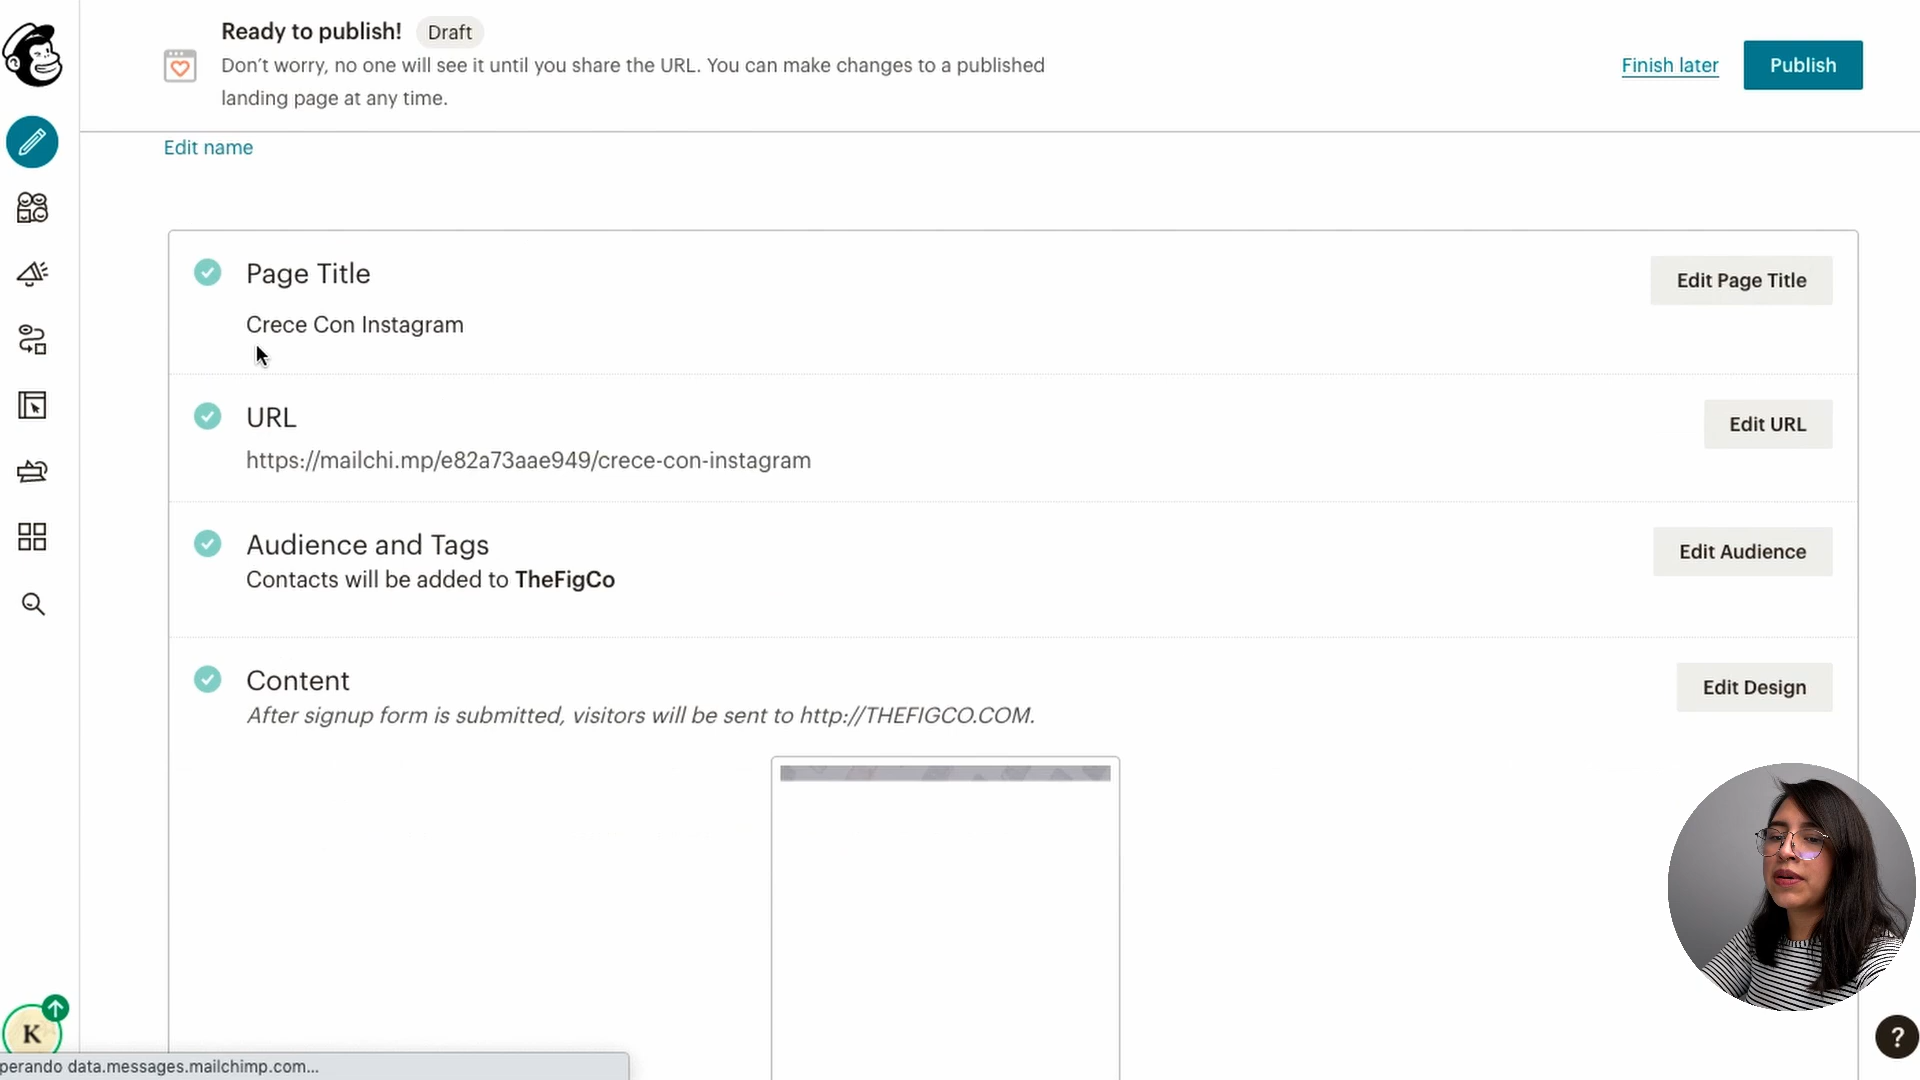 Ready to publish! Draft
Don’t worry, no one will see it until you share the URL. You can make changes to a published
landing page at any time.
Finish later
Publish
Edit name
Page Title
Edit Page Title
Crece Con Instagram
URL
Edit URL
https://mailchi.mp/e82a73aae949/crece-con-instagram
Audience and Tags
Edit Audience
Contacts will be added to TheFigCo
Content
Edit Design
After signup form is submitted, visitors will be sent to http://THEFIGCO.COM.
K
?
perando data.messages.mailchimp.com...